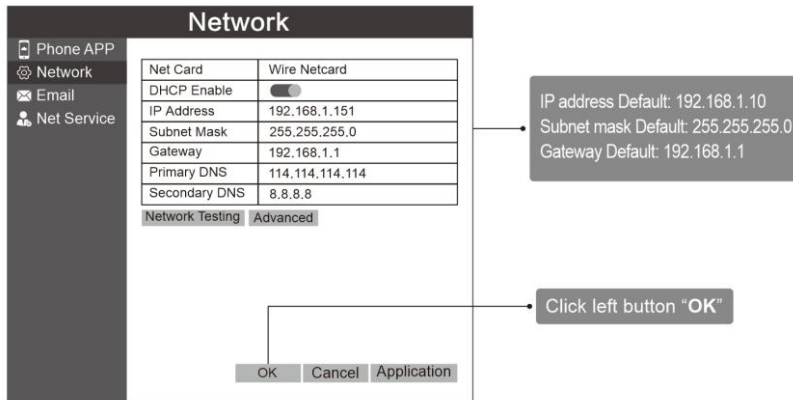 Network
Phone APP
Network
Email
Net Service
Net Card Wire Netcard
DHCP Enable
IP Address 192.168.1.151
Subnet Mask 255.255.255.0
Gateway 192.168.1.1
Primary DNS 114.114.114.114
Secondary DNS 8.8.8.8
Network Testing Advanced
OK Cancel Application
IP address Default: 192.168.1.10
Subnet mask Default: 255.255.255.0
Gateway Default: 192.168.1.1
Click left button “OK”